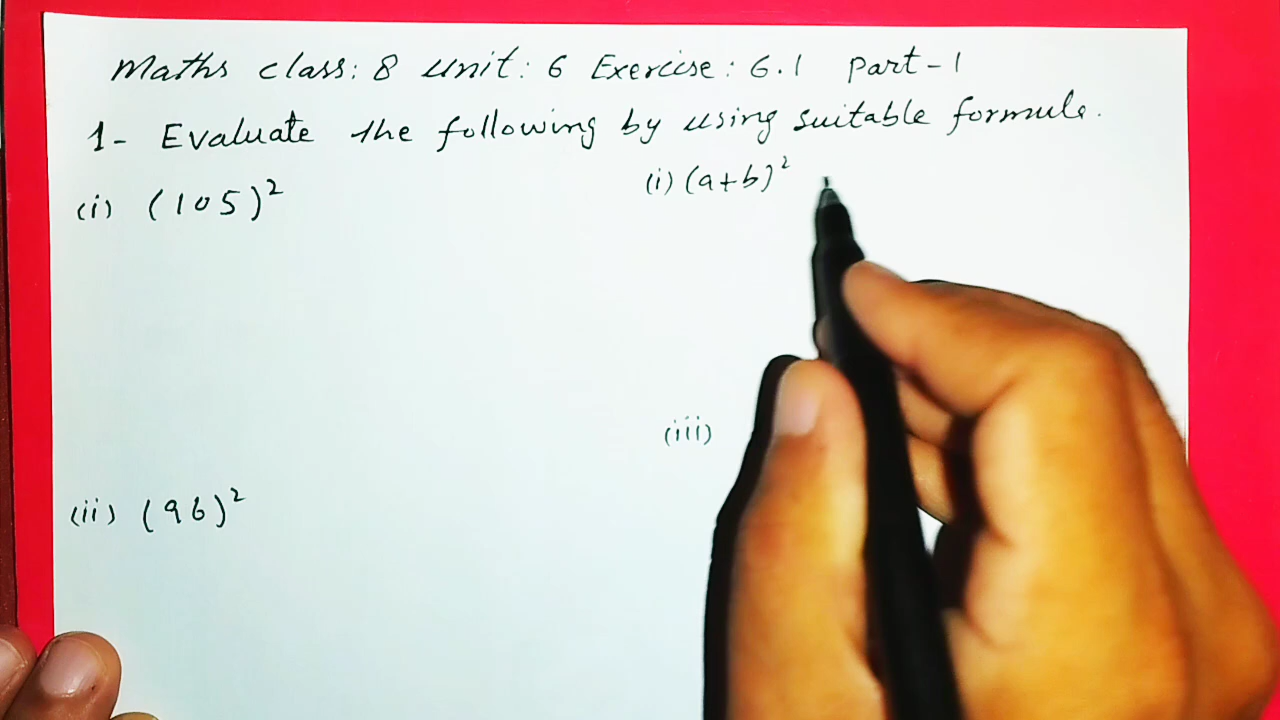 Maths class: 8 unit: 6 Exercise: 6.1 part-1
1- Evaluate the following by using suitable formule.
(i) (105)² (i) (a+b)²
(iii)
(ii) (96)²